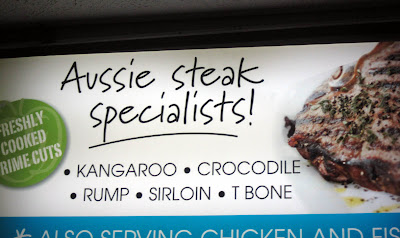 Aussie steak
specialists!
FRESHLY
COOKED
PRIME CUTS
• KANGAROO • CROCODILE
• RUMP • SIRLOIN • T BONE
ALSO SERVING CHICKEN AND FIS